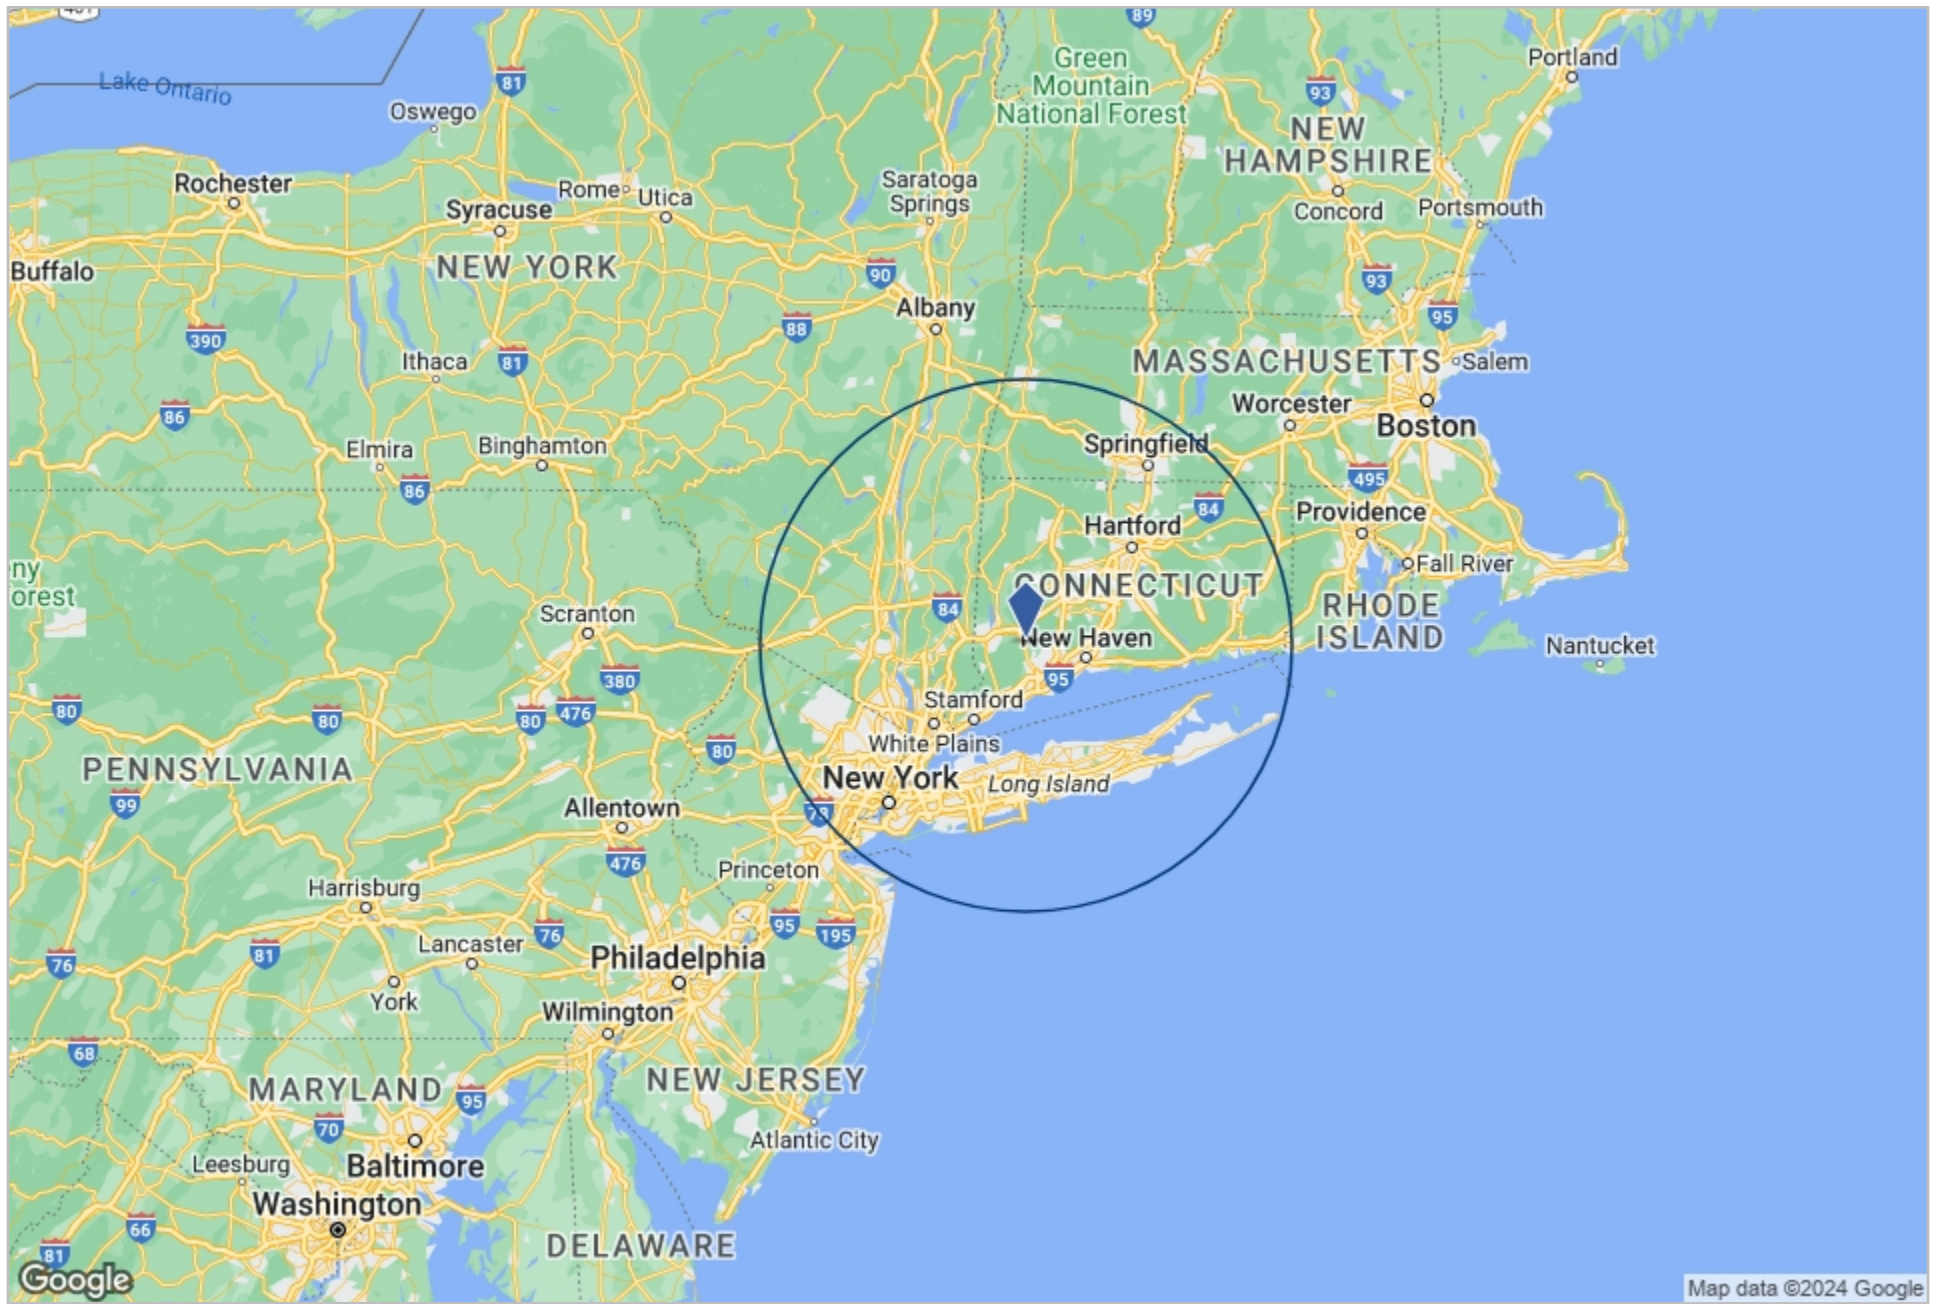 89
Portland
Green
Mountain
National Forest
81
93
Lake Ontario
Oswego
NEW
HAMPSHIRE
Rochester
Rome
Utica
Saratoga
Springs
Syracuse
Concord
Portsmouth
Buffalo
NEW YORK
90
93
Albany
95
390
88
Ithaca
81
MASSACHUSETTS
Salem
86
Worcester
Boston
Elmira
Binghamton
Springfield
86
495
84
Providence
Hartford
Fall River
ny
orest
CONNECTICUT
84
RHODE
ISLAND
Scranton
New Haven
Nantucket
380
95
80
80
80
476
Stamford
White Plains
80
PENNSYLVANIA
New York
Long Island
99
Allentown
78
476
Princeton
Harrisburg
95
195
76
81
Lancaster
76
Philadelphia
York
Wilmington
68
NEW JERSEY
MARYLAND
95
70
Atlantic City
Leesburg
Baltimore
Washington
66
DELAWARE
81
Google
Map data ©2024 Google